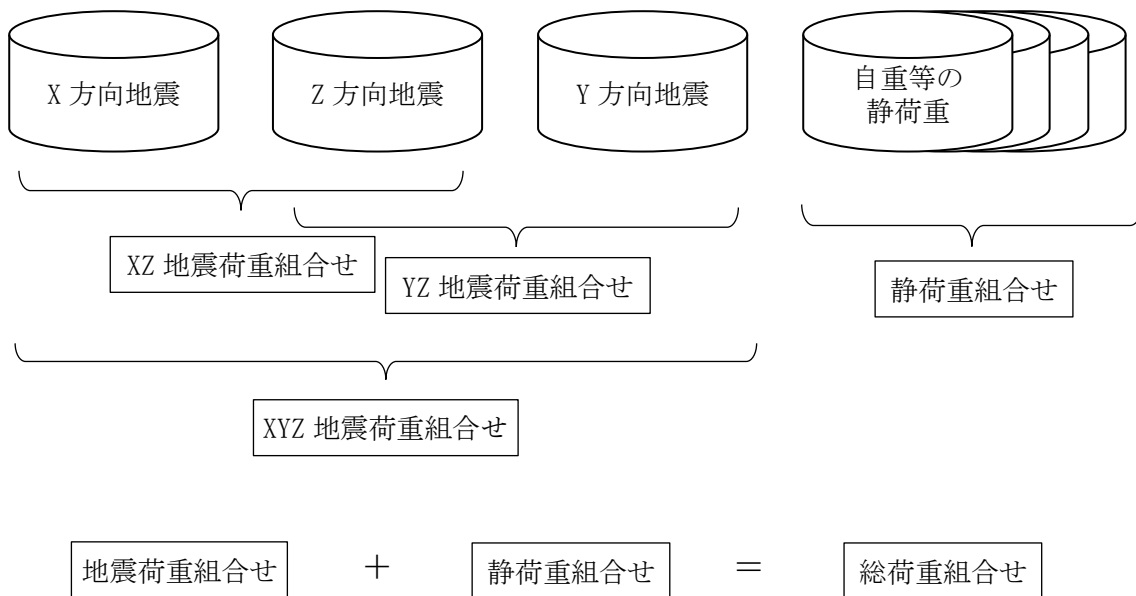 X 方向地震
Z 方向地震
Y 方向地震
自重等の
静荷重
XZ 地震荷重組合せ
YZ 地震荷重組合せ
静荷重組合せ
XYZ 地震荷重組合せ
地震荷重組合せ + 静荷重組合せ = 総荷重組合せ